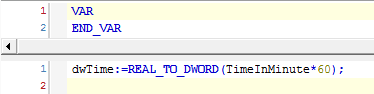 1 VAR
2 END_VAR
1 dwTime:=REAL_TO_DWORD(TimeInMinute*60);
2